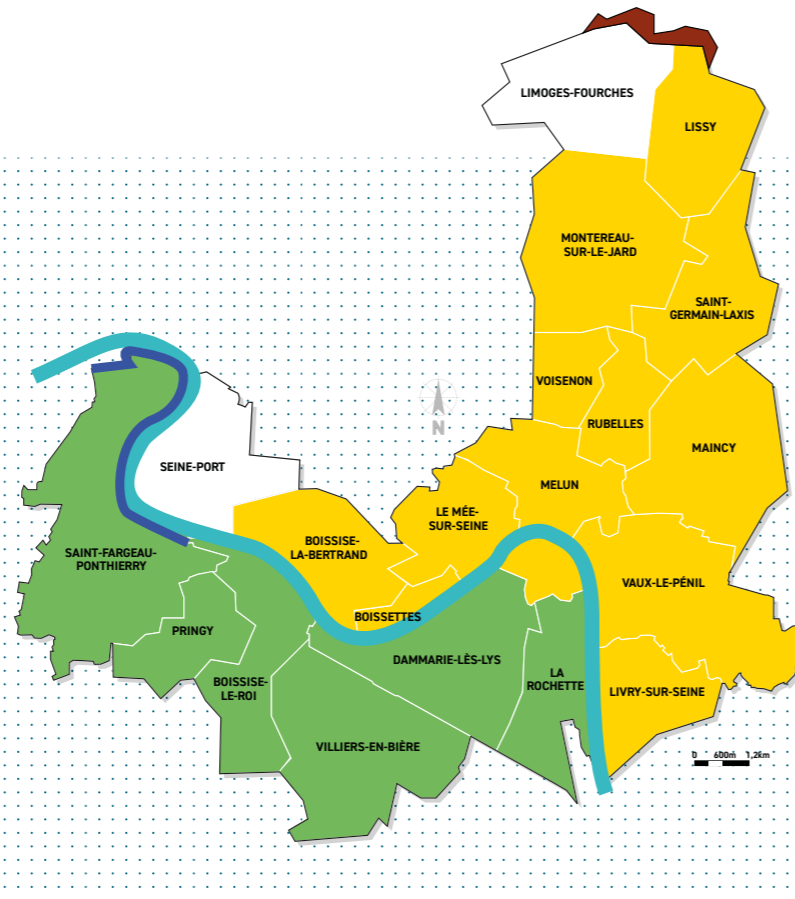 LIMOGES-FOURCHES
LISSY
MONTEREAU-
SUR-LE-JARD
SAINT-
GERMAIN-LAXIS
VOISENON
RUBELLES
MAINCY
N
SEINE-PORT
MELUN
LE MÉE-
SUR-SEINE
BOISSISE-
LA-BERTRAND
SAINT-FARGEAU-
PONTHIERRY
VAUX-LE-PÉNIL
BOISSETTES
PRINGY
DAMMARIE-LÈS-LYS
LA
ROCHETTE
BOISSISE-
LE-ROI
LIVRY-SUR-SEINE
VILLIERS-EN-BIÈRE
0 600m 1,2km